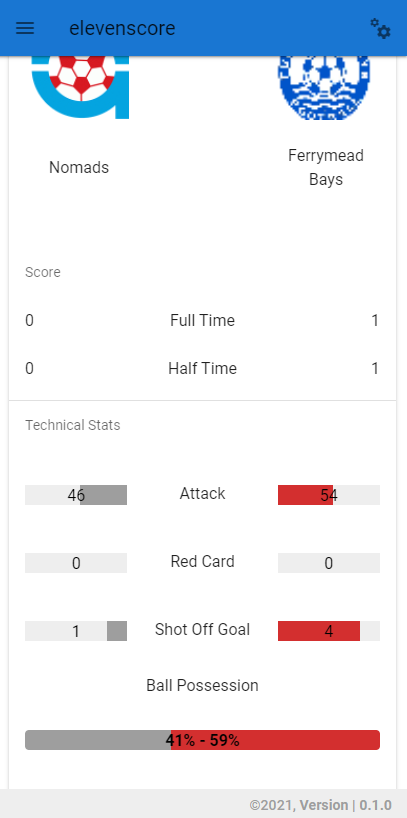 elevenscore
Nomads
Ferrymead
Bays
Score
0 Full Time 1
0 Half Time 1
Technical Stats
46 Attack 54
0 Red Card 0
1 Shot Off Goal 4
Ball Possession
41% - 59%
©2021, Version | 0.1.0